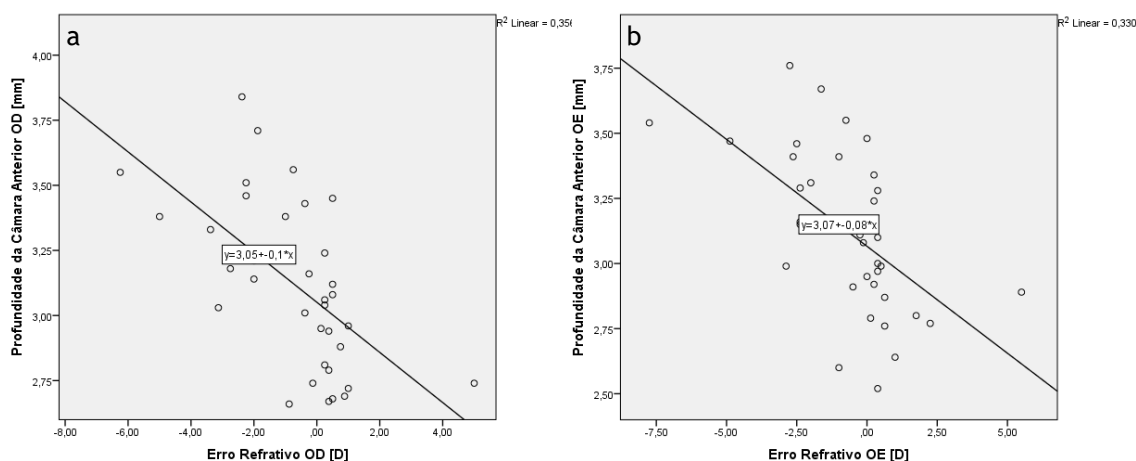 a
R² Linear = 0,356
Profundidade da Câmara Anterior OD [mm]
4,00
3,75
3,50
3,25
3,00
2,75
y=3,05+-0,1*x
-8,00 -6,00 -4,00 -2,00 ,00 2,00 4,00
Erro Refrativo OD [D]
b
R² Linear = 0,330
Profundidade da Câmara Anterior OE [mm]
3,75
3,50
3,25
3,00
2,75
2,50
y=3,07+-0,08*x
-7,50 -5,00 -2,50 ,00 2,50 5,00
Erro Refrativo OE [D]